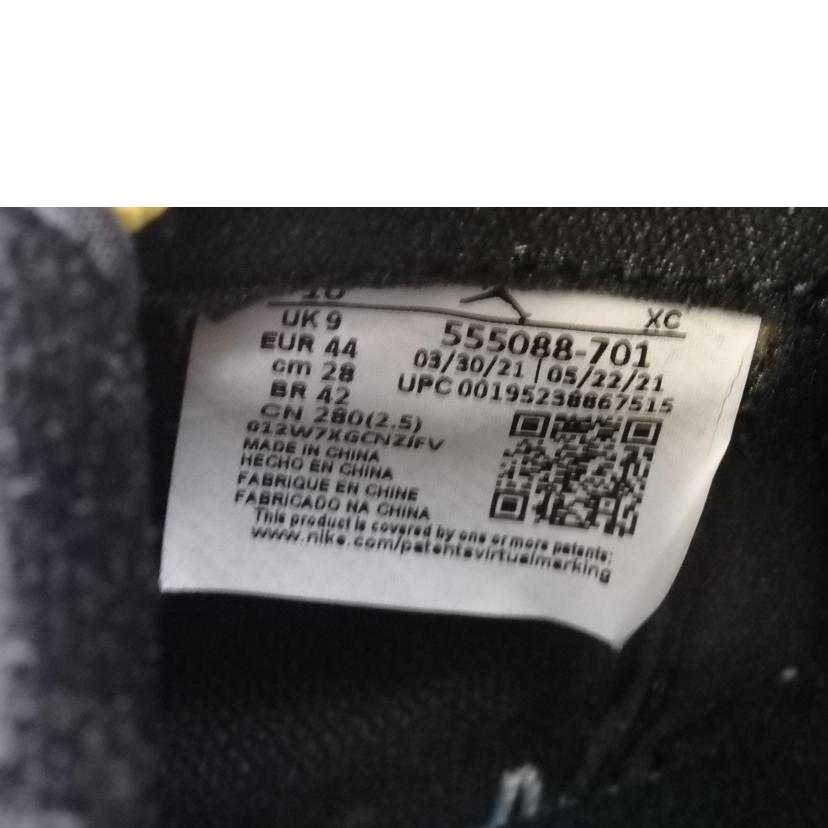 10
XC
UK 9
EUR 44
cm 28
BR 42
CN 280(2.5)
555088-701
03/30/21 | 05/22/21
UPC 00195238867515
MADE IN CHINA
HECHO EN CHINA
FABRIQUE EN CHINE
FABRICADO NA CHINA
This product is covered by one or more patents:
www.nike.com/patentsvirtualmarking